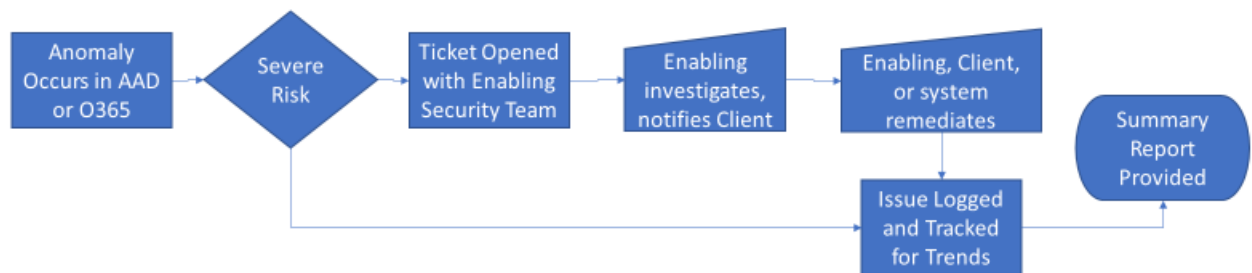 Anomaly
Occurs in AAD
or O365
Severe
Risk
Ticket Opened
with Enabling
Security Team
Enabling
investigates,
notifies Client
Enabling, Client,
or system
remediates
Issue Logged
and Tracked
for Trends
Summary
Report
Provided